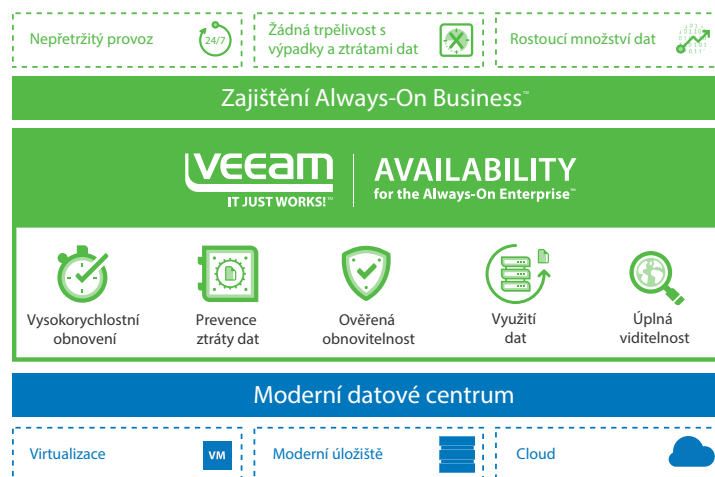 Nepřetržitý provoz
24/7
Žádná trpělivost s
výpadky a ztrátami dat
Rostoucí množství dat
Zajištění Always-On Business™
VEEAM
IT JUST WORKS!™
AVAILABILITY
for the Always-On Enterprise™
Vysokorychlostní
obnovení
Prevence
ztráty dat
Ověřená
obnovitelnost
Využití
dat
Úplná
viditelnost
Moderní datové centrum
Virtualizace
VM
Moderní úložiště
Cloud